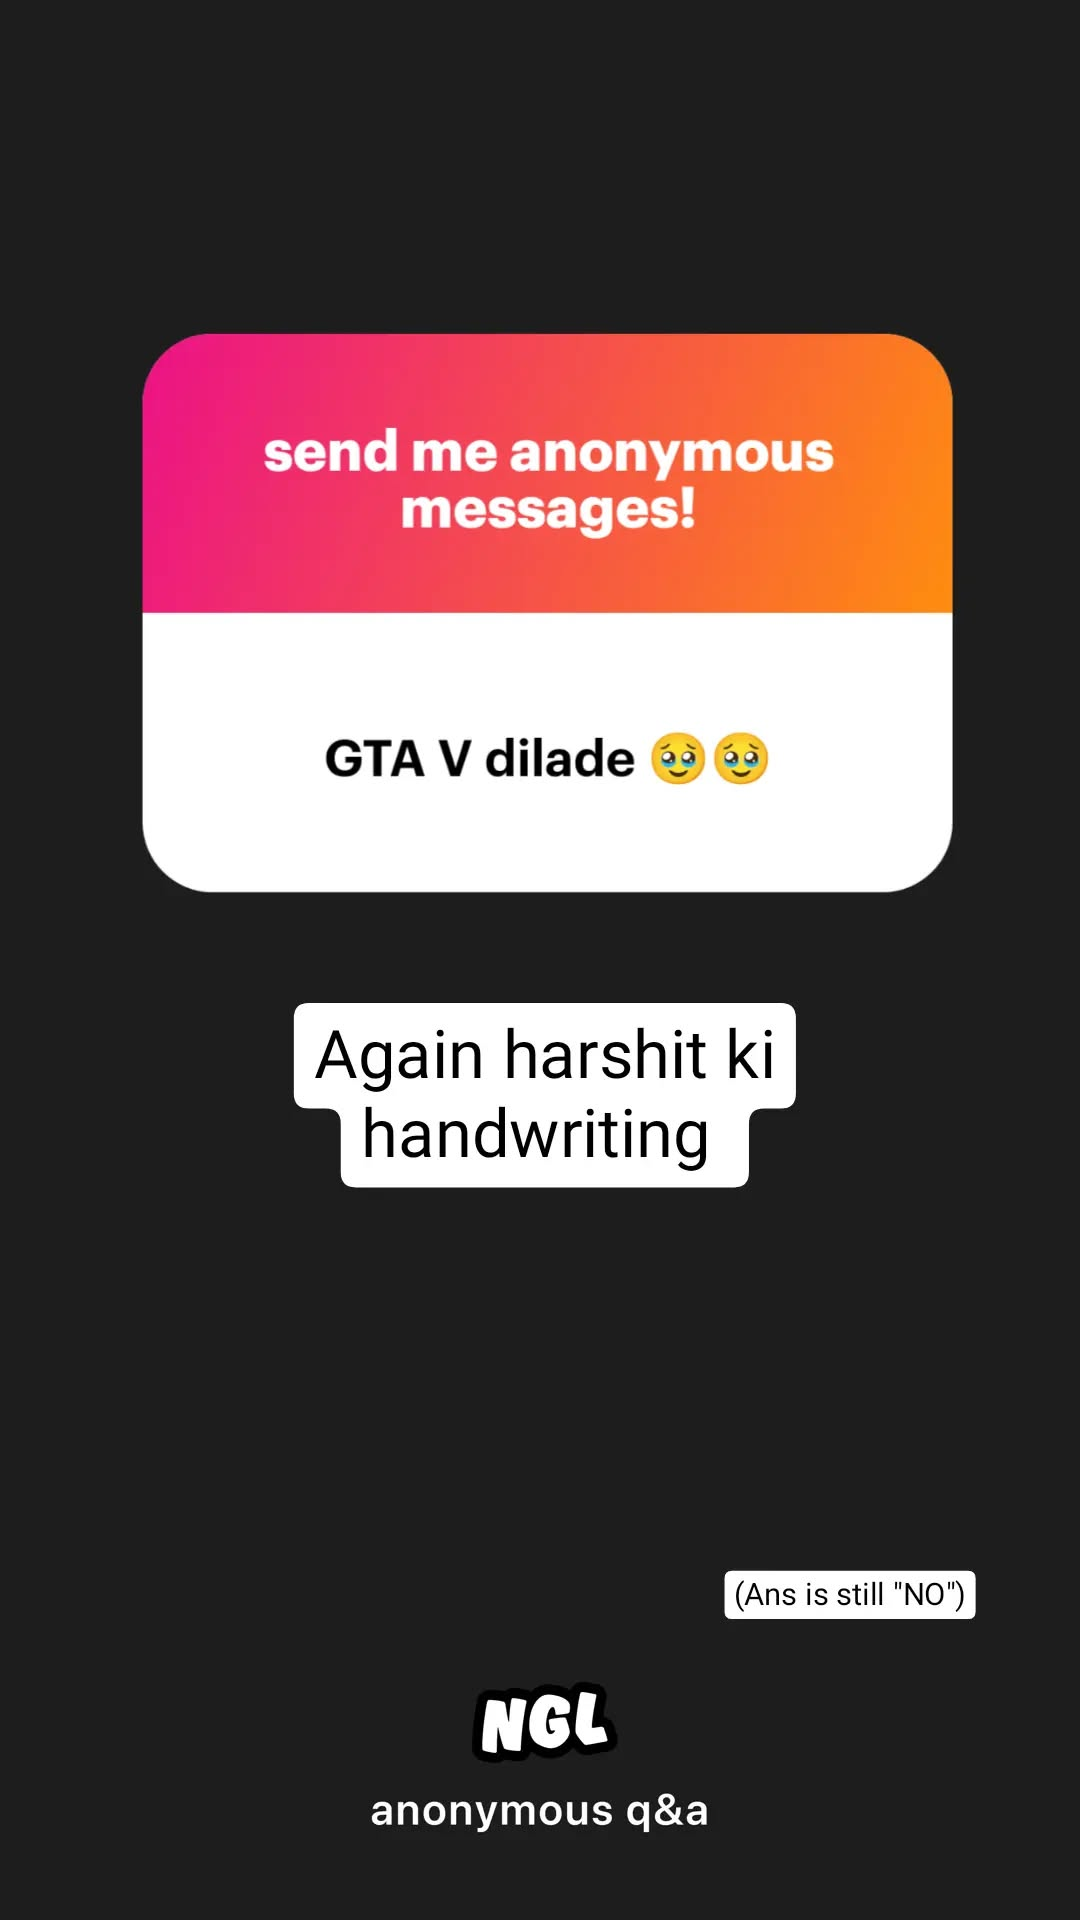 send me anonymous
messages!
GTA V dilade 🥹🥹
Again harshit ki
handwriting
(Ans is still "NO")
NGL
anonymous q&a